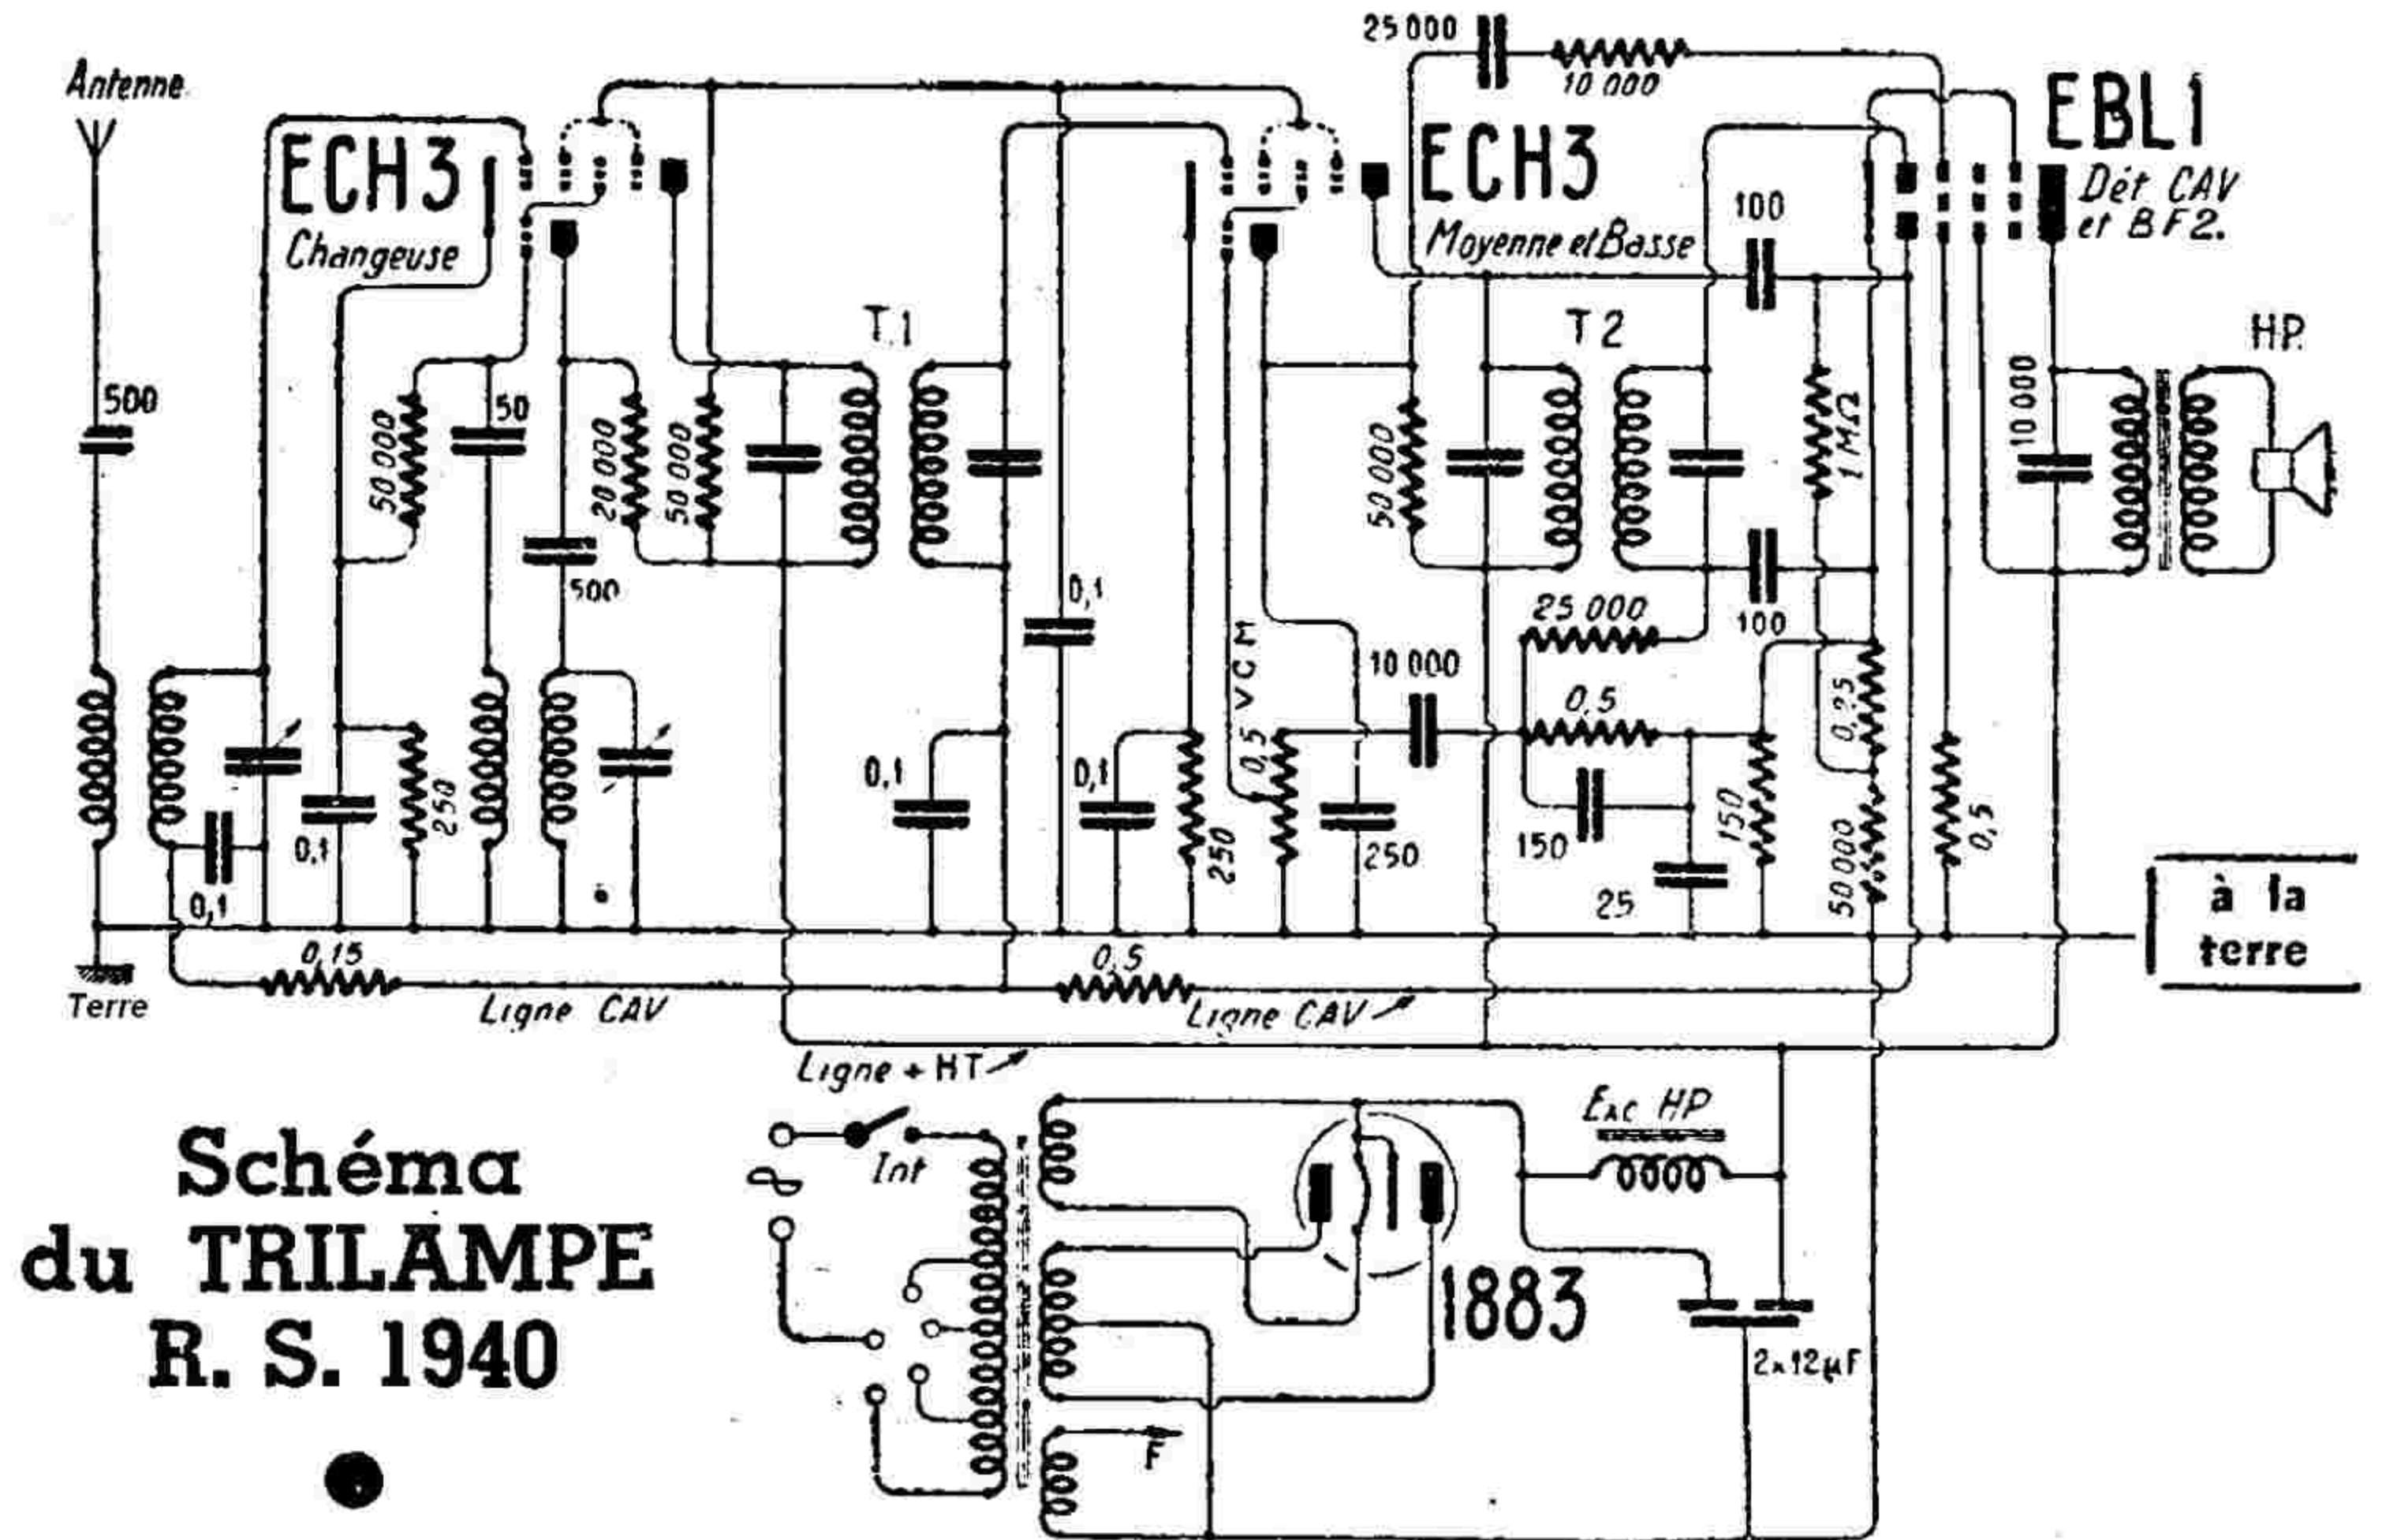 25 000
10 000
Antenne
ECH3
Changeuse
ECH3
Moyenne et Basse
EBL1
Dét CAV
et BF2.
100
T.1
T2
HP.
500
50 000
50
20 000
50 000
50 000
1 MΩ
10 000
500
0,1
25 000
100
VCM
0,5
10 000
0,5
0,25
0,1
0,1
250
0,1
0,1
250
250
150
25
150
50 000
0,5
à la
terre
Terre
0,15
Ligne CAV
0,5
Ligne CAV
Ligne + HT
Int
Exc HP
1883
2x12µF
F
Schéma
du TRILAMPE
R. S. 1940